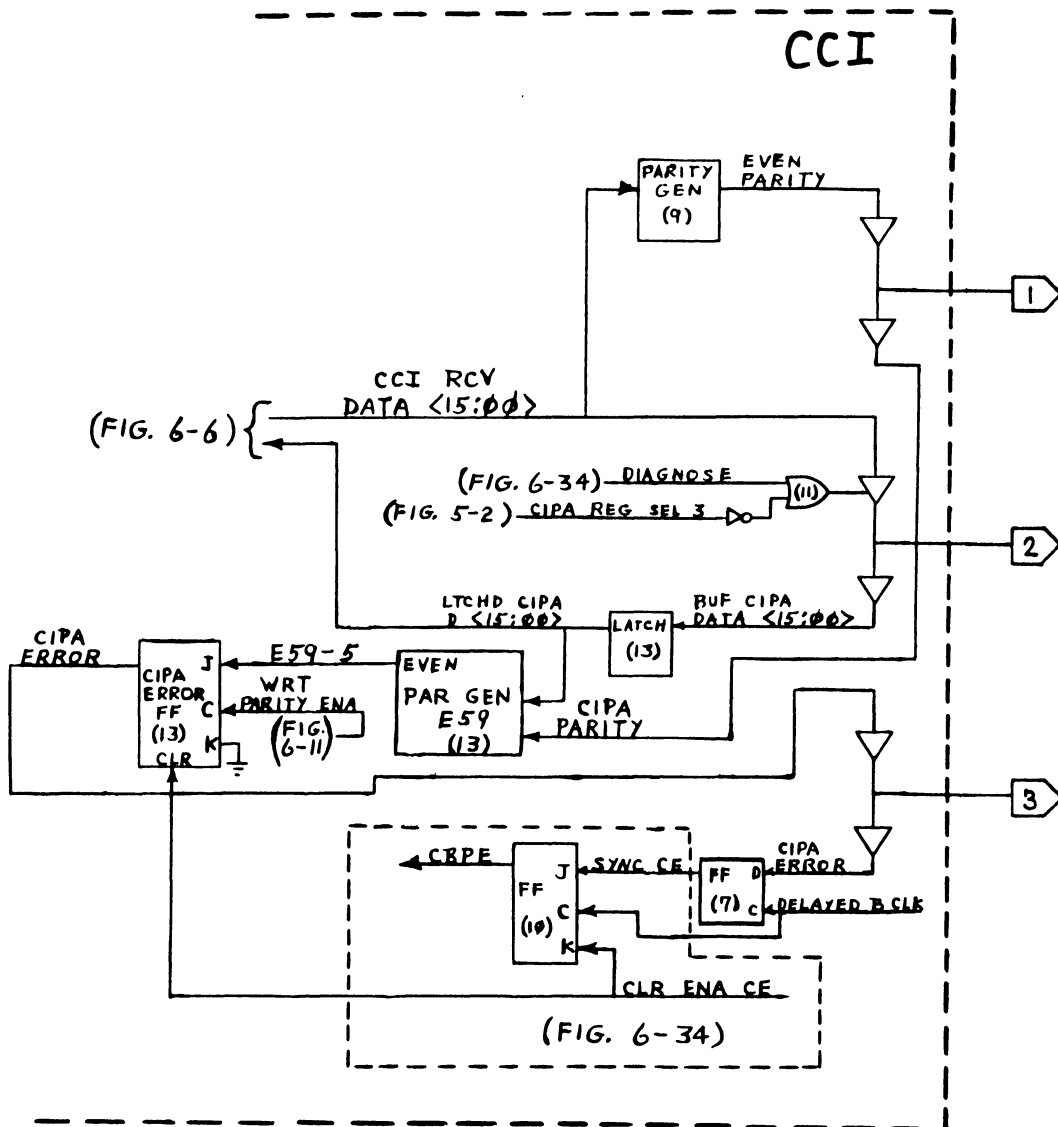 CCI
PARITY
GEN
(9)
EVEN
PARITY
1
CCI RCV
DATA <15:00>
(FIG. 6-6) {
(FIG. 6-34) DIAGNOSE
(11)
(FIG. 5-2) CIPA REG SEL 3
2
LTCHD CIPA
D <15:00>
LATCH
(13)
BUF CIPA
DATA <15:00>
CIPA
ERROR
CIPA
ERROR
FF
(13)
J
C
K
CLR
E59-5
WRT
PARITY ENA
(FIG.
6-11)
EVEN
PAR GEN
E59
(13)
CIPA
PARITY
3
CBPE
FF
(10)
J
C
K
SYNC CE
FF
(7)
D
C
CIPA
ERROR
DELAYED B CLK
CLR ENA CE
(FIG. 6-34)